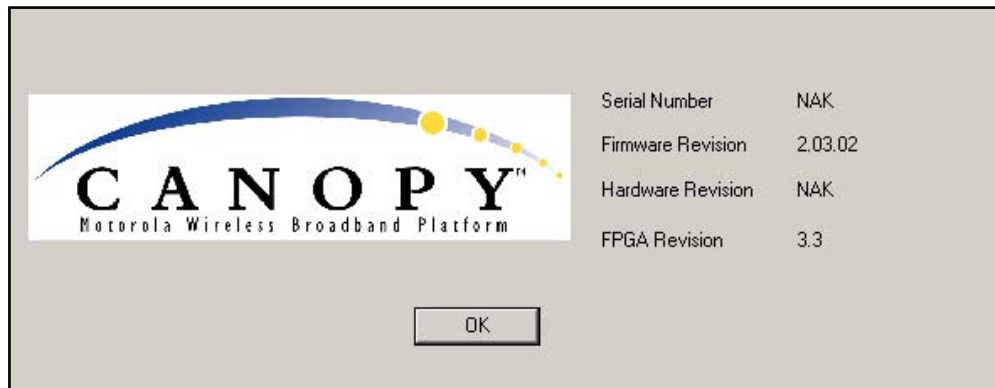 CANOPY™
Motorola Wireless Broadband Platform
Serial Number NAK
Firmware Revision 2.03.02
Hardware Revision NAK
FPGA Revision 3.3
OK